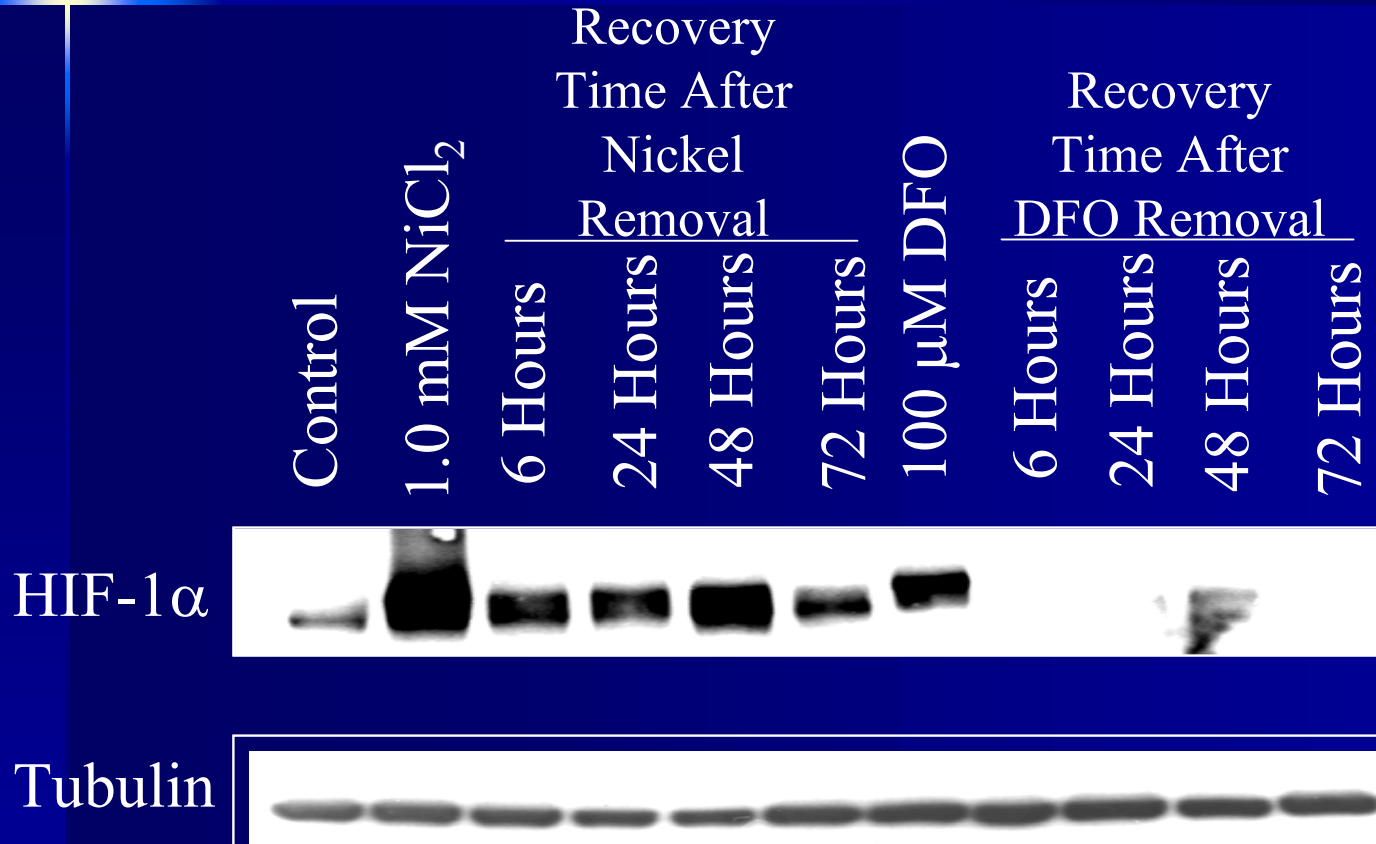 Recovery
Time After
Nickel
Removal
Recovery
Time After
DFO Removal
Control
1.0 mM NiCl₂
6 Hours
24 Hours
48 Hours
72 Hours
100 μM DFO
6 Hours
24 Hours
48 Hours
72 Hours
HIF-1α
Tubulin